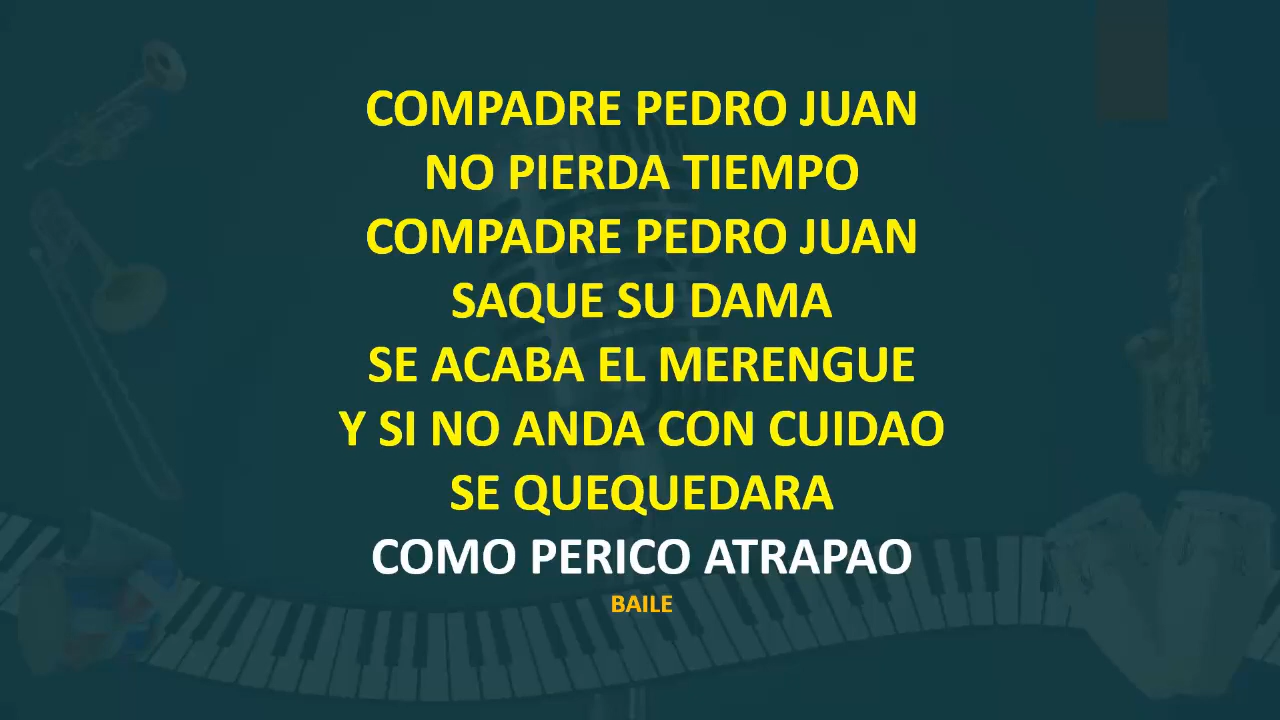 COMPADRE PEDRO JUAN
NO PIERDA TIEMPO
COMPADRE PEDRO JUAN
SAQUE SU DAMA
SE ACABA EL MERENGUE
Y SI NO ANDA CON CUIDAO
SE QUEQUEDARA
COMO PERICO ATRAPAO
BAILE